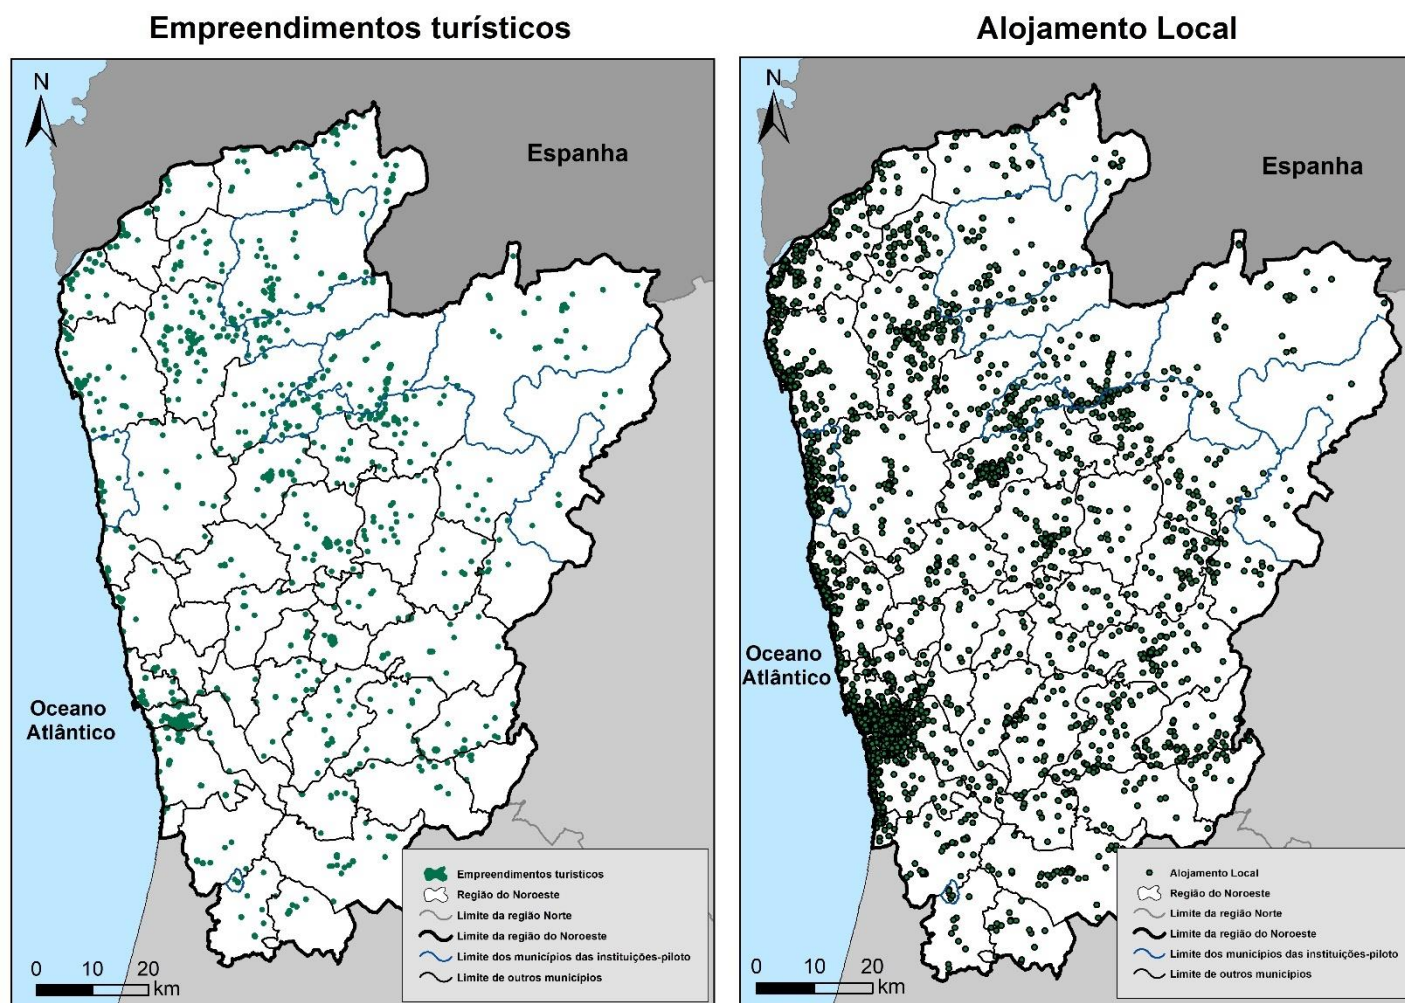 Empreendimentos turísticos
N
Espanha
Oceano
Atlântico
Empreendimentos turísticos
Região do Noroeste
Limite da região Norte
Limite da região do Noroeste
Limite dos municípios das instituições-piloto
Limite de outros municípios
0 10 20
km
Alojamento Local
N
Espanha
Oceano
Atlântico
Alojamento Local
Região do Noroeste
Limite da região Norte
Limite da região do Noroeste
Limite dos municípios das instituições-piloto
Limite de outros municípios
0 10 20
km